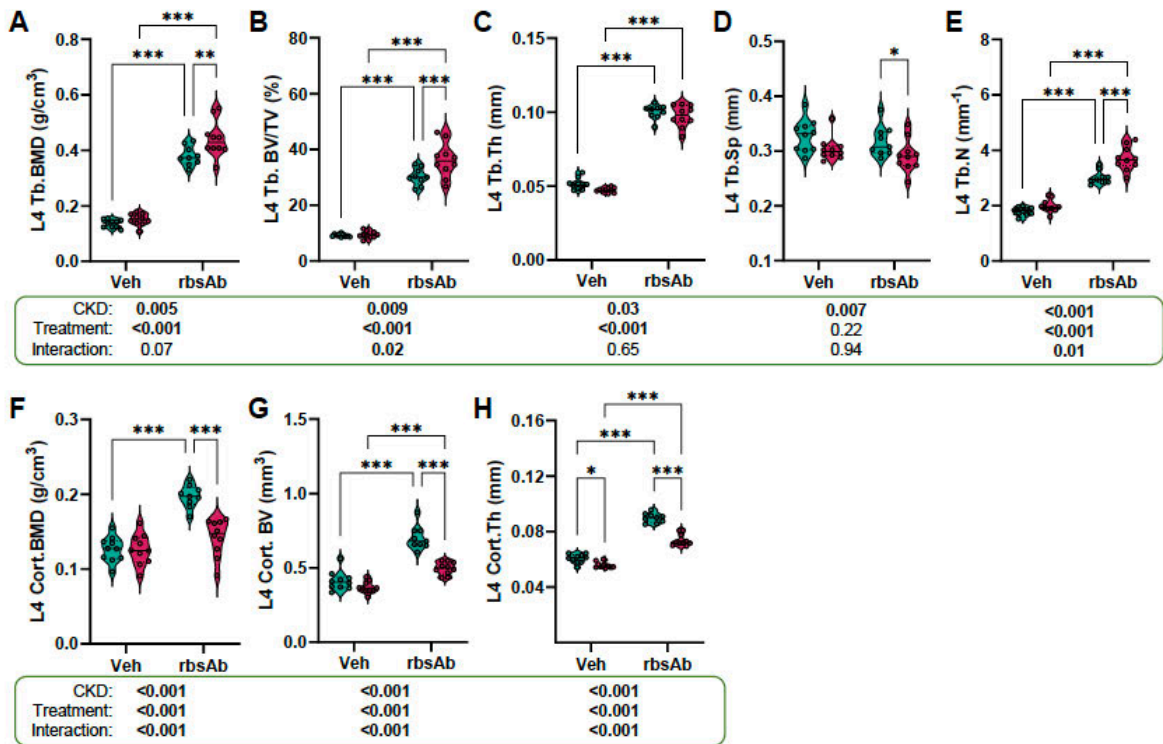 A
L4 Tb.BMD (g/cm³)
0.8
0.6
0.4
0.2
0.0
***
***
**
Veh rbsAb
B
L4 Tb. BV/TV (%)
80
60
40
20
0
***
***
***
Veh rbsAb
C
L4 Tb.Th (mm)
0.15
0.10
0.05
0.00
***
***
Veh rbsAb
D
L4 Tb.Sp (mm)
0.5
0.4
0.3
0.2
0.1
*
Veh rbsAb
E
L4 Tb.N (mm⁻¹)
8
6
4
2
0
***
***
***
Veh rbsAb
CKD: 0.005 0.009 0.03 0.007 <0.001
Treatment: <0.001 <0.001 <0.001 0.22 <0.001
Interaction: 0.07 0.02 0.65 0.94 0.01
F
L4 Cort.BMD (g/cm³)
0.3
0.2
0.1
0.0
***
***
Veh rbsAb
G
L4 Cort. BV (mm³)
1.5
1.0
0.5
0.0
***
***
***
Veh rbsAb
H
L4 Cort.Th (mm)
0.16
0.12
0.08
0.04
***
***
*
***
Veh rbsAb
CKD: <0.001 <0.001 <0.001
Treatment: <0.001 <0.001 <0.001
Interaction: <0.001 <0.001 <0.001